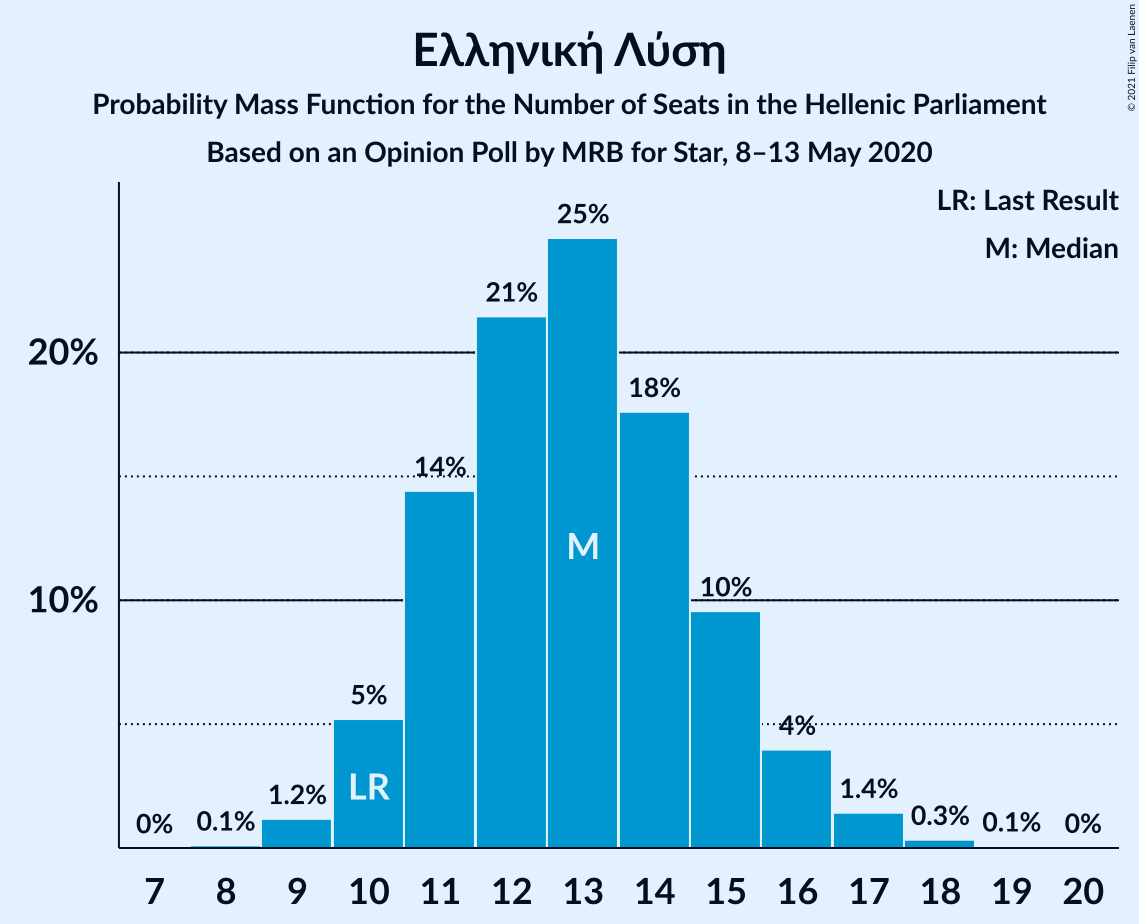 Ελληνική Λύση
Probability Mass Function for the Number of Seats in the Hellenic Parliament
Based on an Opinion Poll by MRB for Star, 8–13 May 2020
© 2021 Filip van Laenen
LR: Last Result
M: Median
20%
10%
0%
0.1%
1.2%
5%
14%
21%
25%
18%
10%
4%
1.4%
0.3%
0.1%
0%
LR
M
7 8 9 10 11 12 13 14 15 16 17 18 19 20